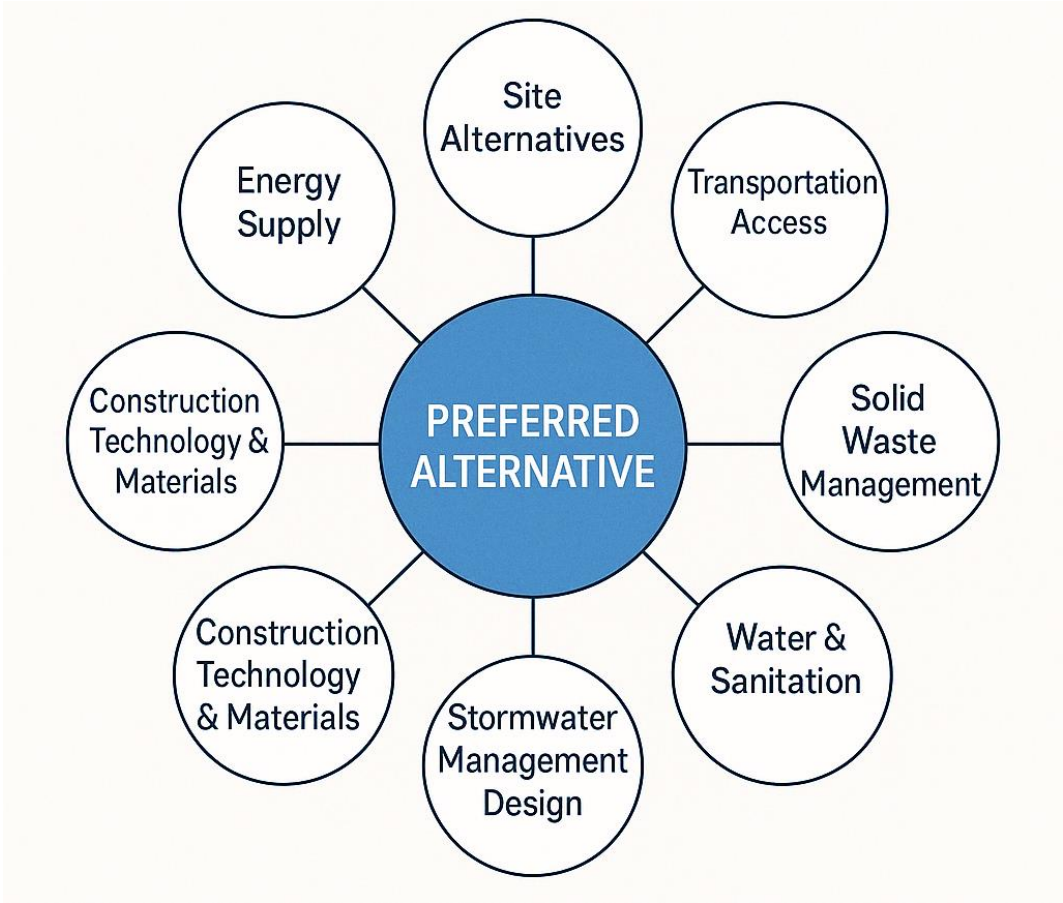 Site
Alternatives
Transportation
Access
Solid
Waste
Management
Water &
Sanitation
Stormwater
Management
Design
Construction
Technology
& Materials
Construction
Technology &
Materials
Energy
Supply
PREFERRED
ALTERNATIVE